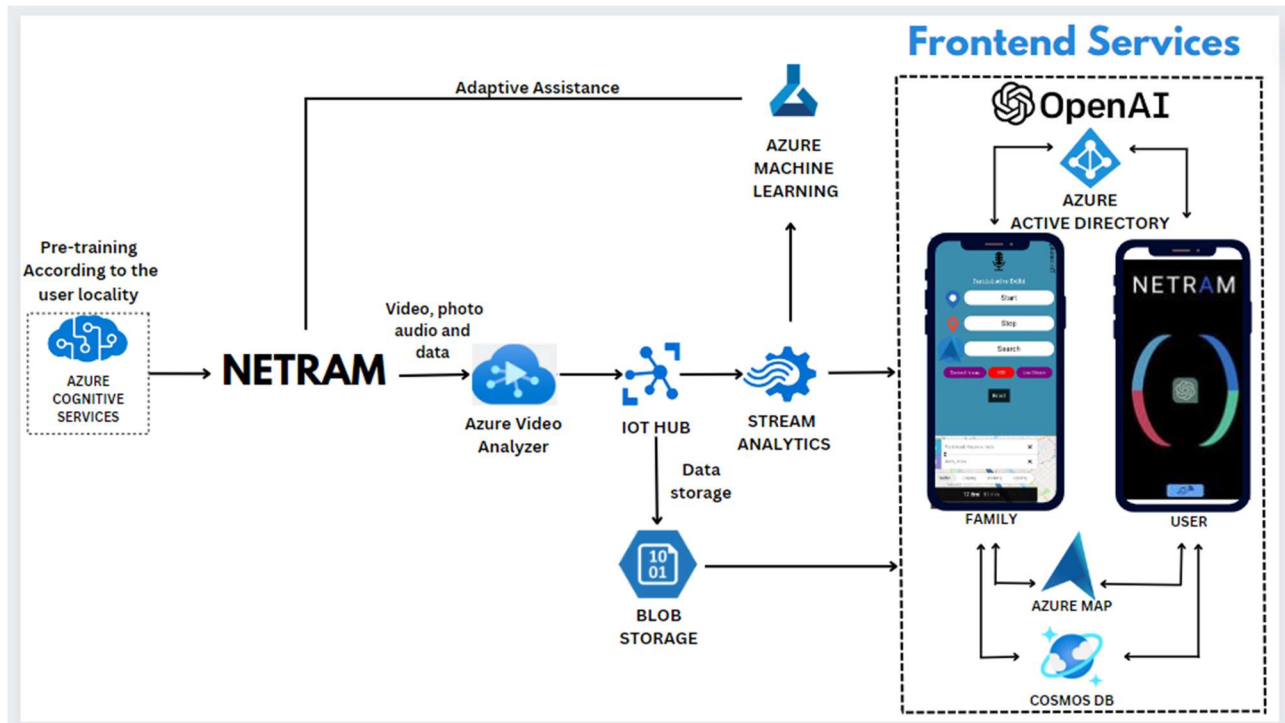 Frontend Services
Adaptive Assistance
OpenAI
AZURE
MACHINE
LEARNING
AZURE
ACTIVE DIRECTORY
Pre-training
According to the
user locality
AZURE
COGNITIVE
SERVICES
NETRAM
Video, photo
audio and
data
Azure Video
Analyzer
IOT HUB
STREAM
ANALYTICS
Data
storage
10
01
BLOB
STORAGE
Start
Stop
Search
NETRAM
FAMILY
USER
AZURE MAP
COSMOS DB